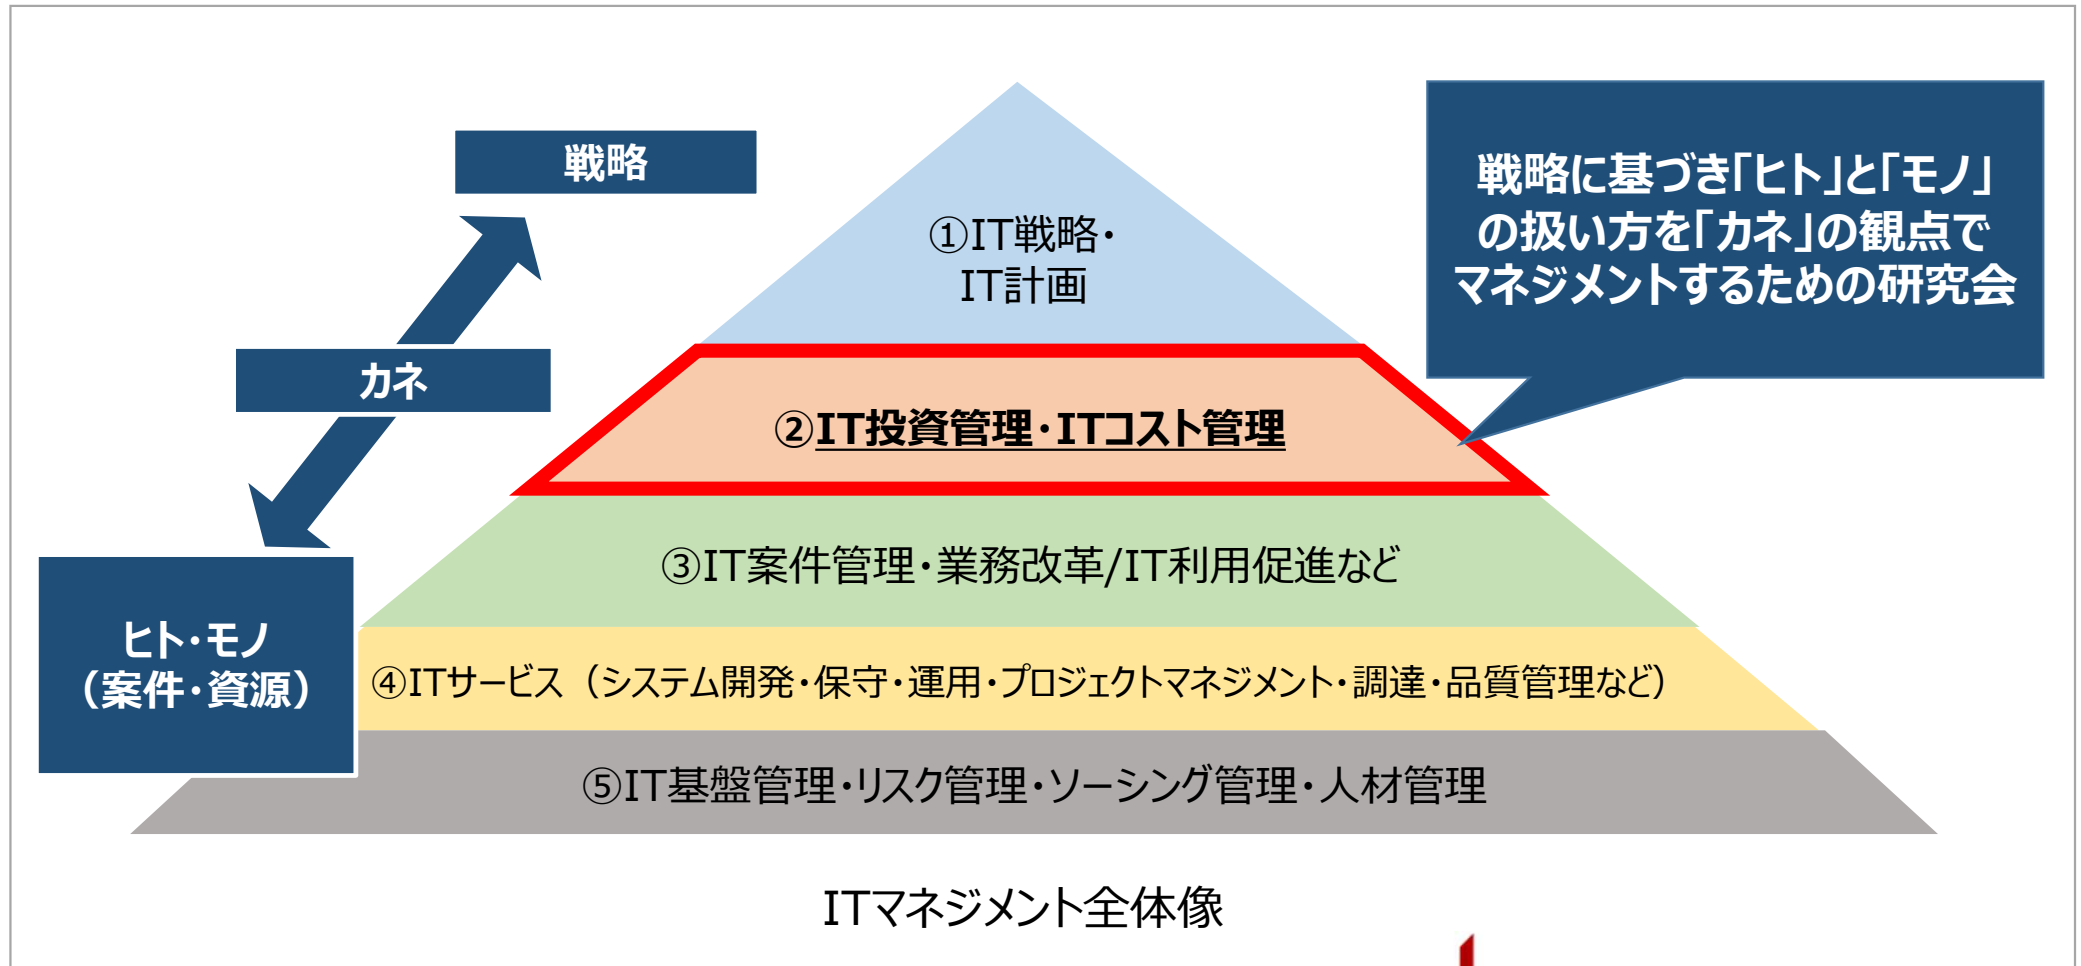 戦略
カネ
ヒト・モノ
（案件・資源）
①IT戦略・
IT計画
②IT投資管理・ITコスト管理
③IT案件管理・業務改革/IT利用促進など
④ITサービス（システム開発・保守・運用・プロジェクトマネジメント・調達・品質管理など）
⑤IT基盤管理・リスク管理・ソーシング管理・人材管理
戦略に基づき「ヒト」と「モノ」
の扱い方を「カネ」の観点で
マネジメントするための研究会
ITマネジメント全体像